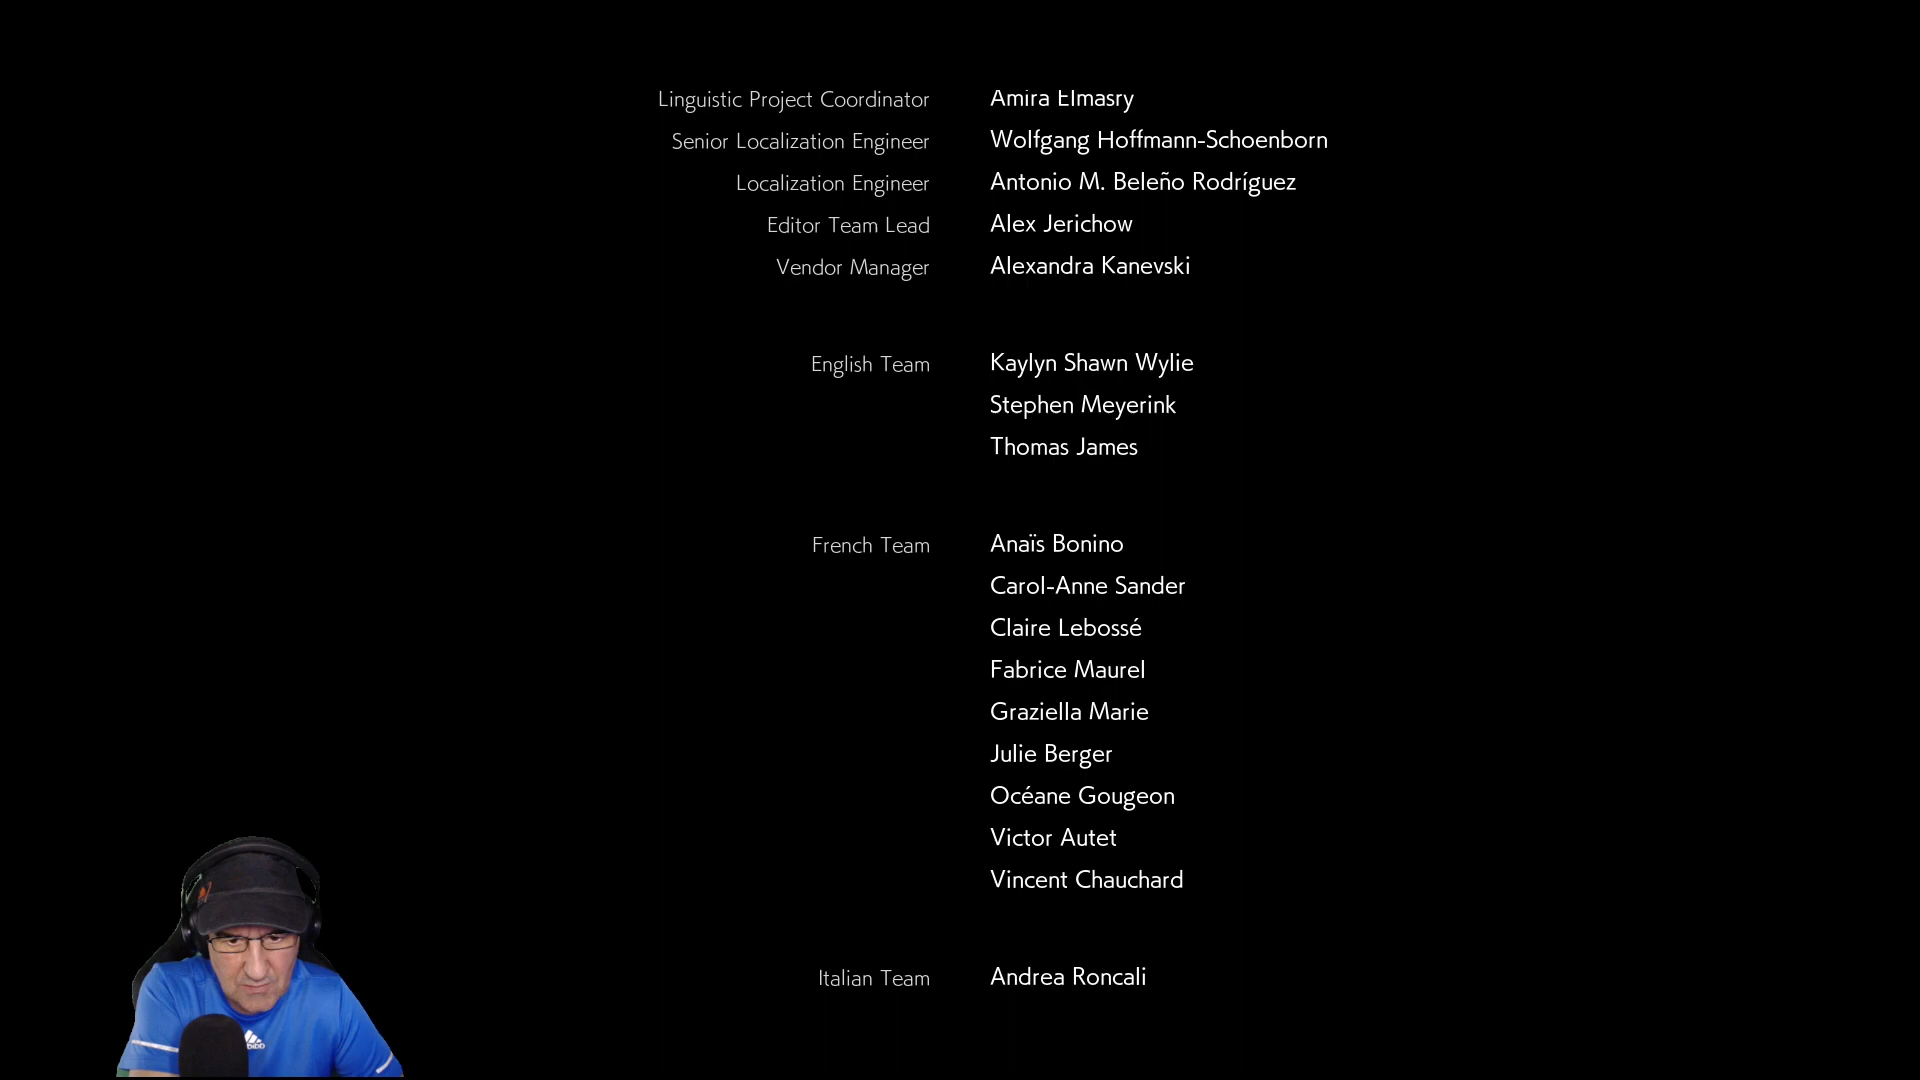 Linguistic Project Coordinator Amira Elmasry
Senior Localization Engineer Wolfgang Hoffmann-Schoenborn
Localization Engineer Antonio M. Beleño Rodríguez
Editor Team Lead Alex Jerichow
Vendor Manager Alexandra Kanevski
English Team Kaylyn Shawn Wylie
Stephen Meyerink
Thomas James
French Team Anaïs Bonino
Carol-Anne Sander
Claire Lebossé
Fabrice Maurel
Graziella Marie
Julie Berger
Océane Gougeon
Victor Autet
Vincent Chauchard
Italian Team Andrea Roncali